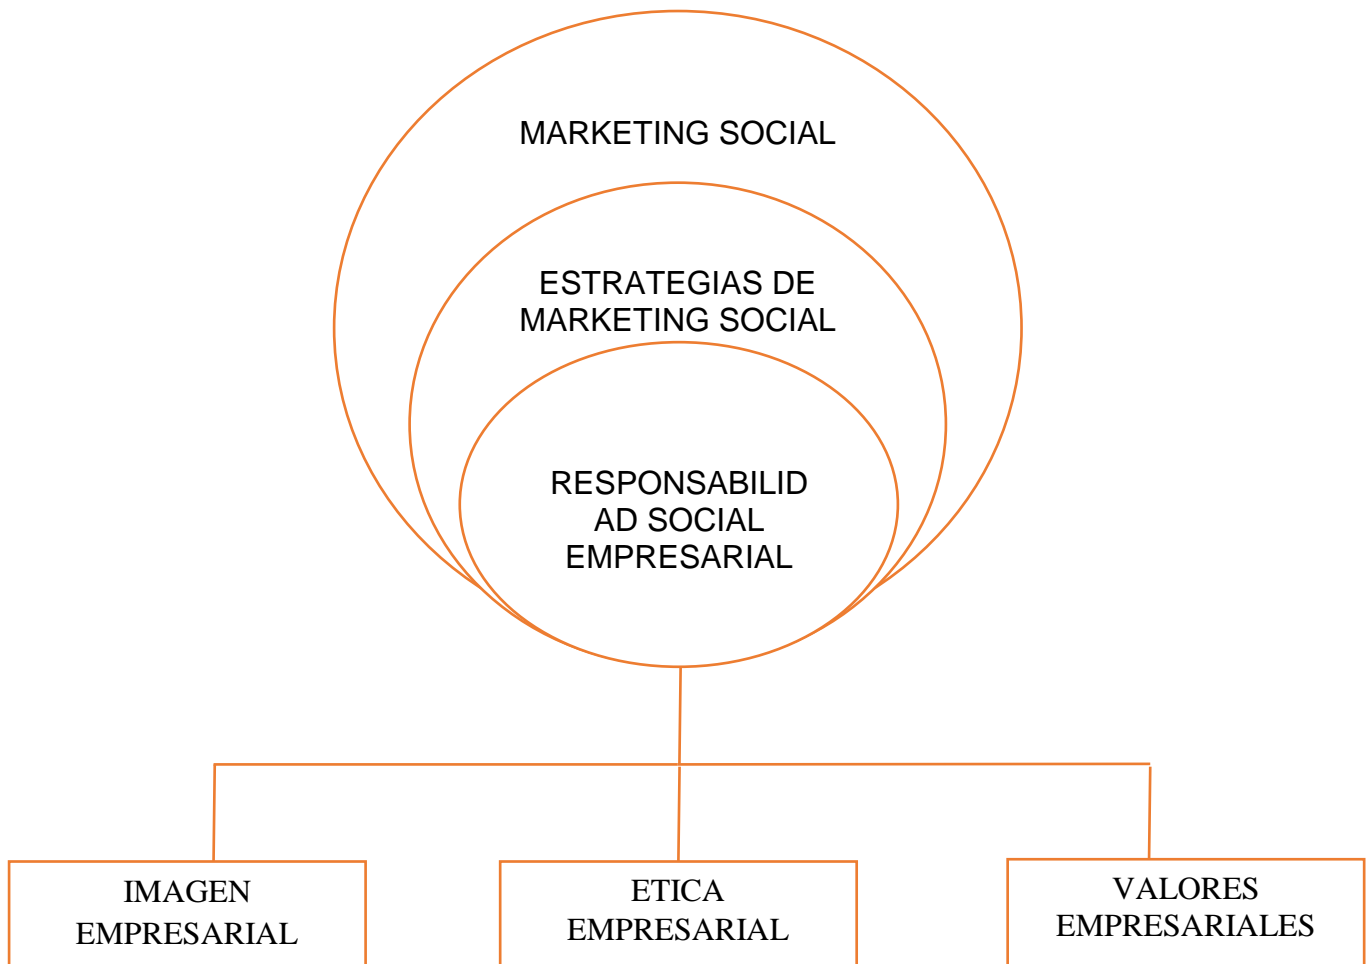 MARKETING SOCIAL
ESTRATEGIAS DE
MARKETING SOCIAL
RESPONSABILID
AD SOCIAL
EMPRESARIAL
IMAGEN
EMPRESARIAL
ETICA
EMPRESARIAL
VALORES
EMPRESARIALES